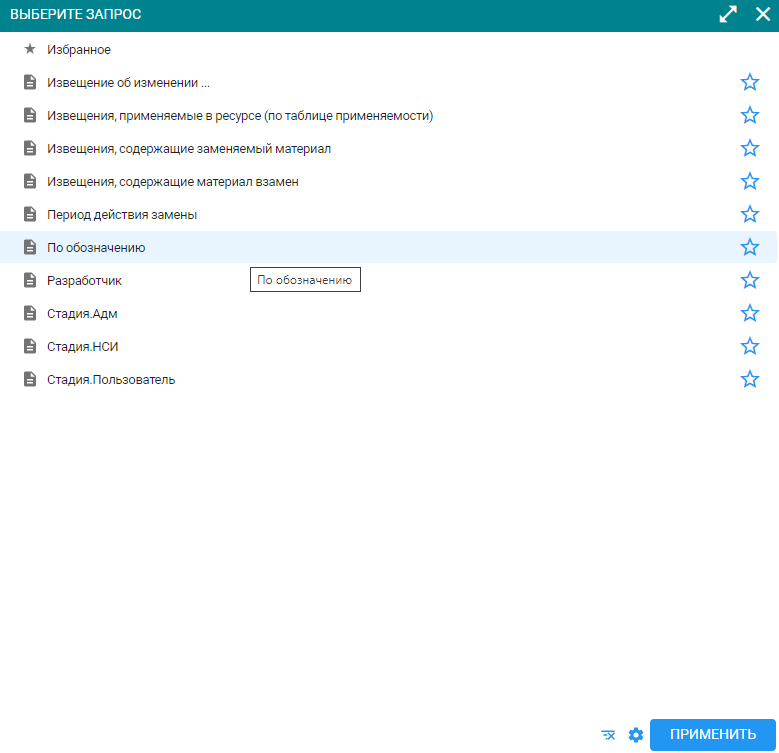 ВЫБЕРИТЕ ЗАПРОС
Избранное
Извещение об изменении ...
Извещения, применяемые в ресурсе (по таблице применяемости)
Извещения, содержащие заменяемый материал
Извещения, содержащие материал взамен
Период действия замены
По обозначению
Разработчик
По обозначению
Стадия.Адм
Стадия.НСИ
Стадия.Пользователь
ПРИМЕНИТЬ